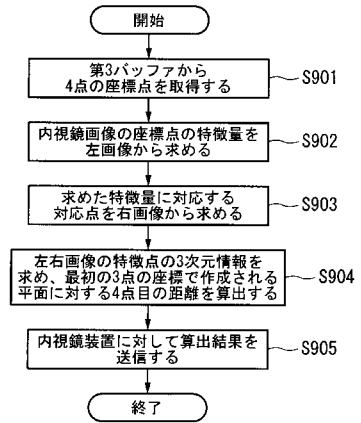 開始
第3バッファから
4点の座標点を取得する
S901
内視鏡画像の座標点の特徴量を
左画像から求める
S902
求めた特徴量に対応する
対応点を右画像から求める
S903
左右画像の特徴点の3次元情報を
求め、最初の3点の座標で作成される
平面に対する4点目の距離を算出する
S904
内視鏡装置に対して算出結果を
送信する
S905
終了